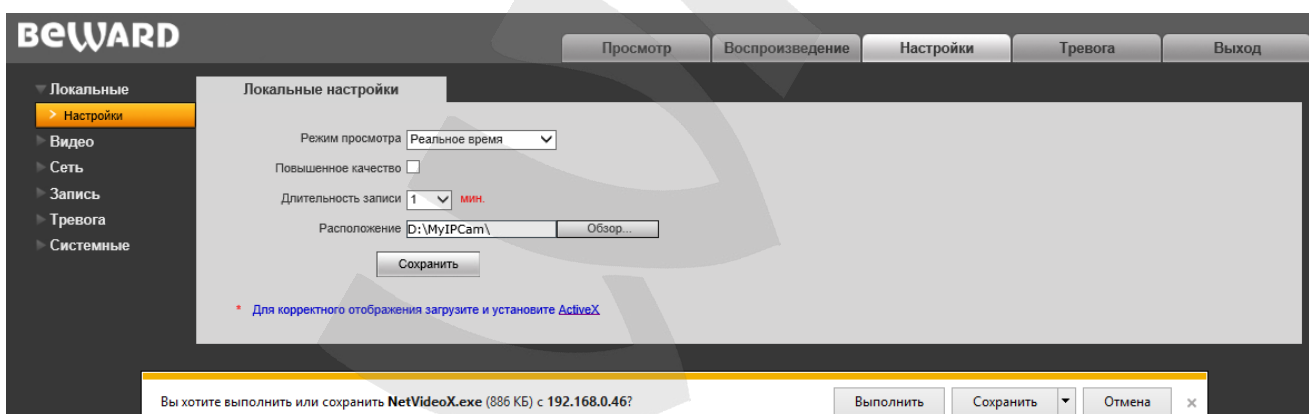 BEWARD
Просмотр Воспроизведение Настройки Тревога Выход
Локальные
Настройки
Видео
Сеть
Запись
Тревога
Системные
Локальные настройки
Режим просмотра Реальное время
Повышенное качество
Длительность записи 1 мин.
Расположение D:\MyIPCam\ Обзор...
Сохранить
* Для корректного отображения загрузите и установите ActiveX
Вы хотите выполнить или сохранить NetVideoX.exe (886 КБ) с 192.168.0.46? Выполнить Сохранить Отмена ×